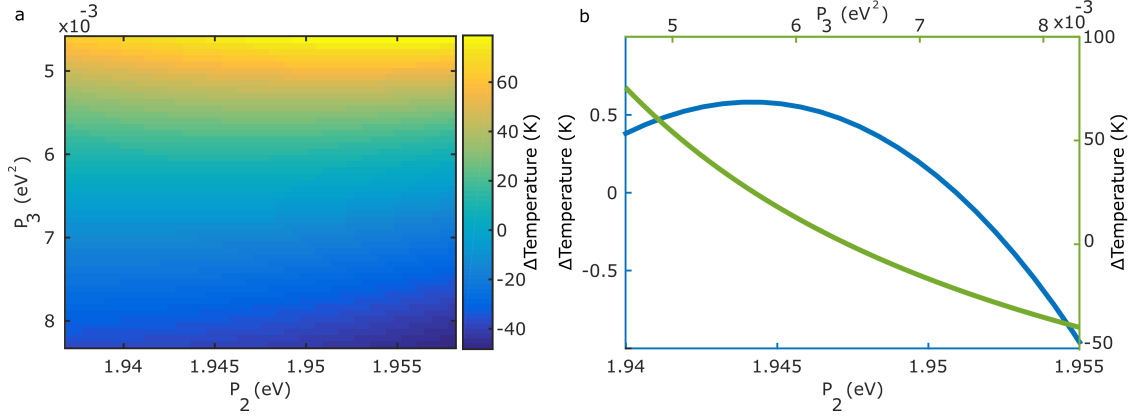 a
x10-3
5
6
7
8
P3 (eV2)
1.94
1.945
1.95
1.955
P2 (eV)
60
40
20
0
-20
-40
ΔTemperature (K)
b
P3 (eV2)
5
6
7
8
x10-3
0.5
0
-0.5
ΔTemperature (K)
100
50
0
-50
ΔTemperature (K)
1.94
1.945
1.95
1.955
P2 (eV)